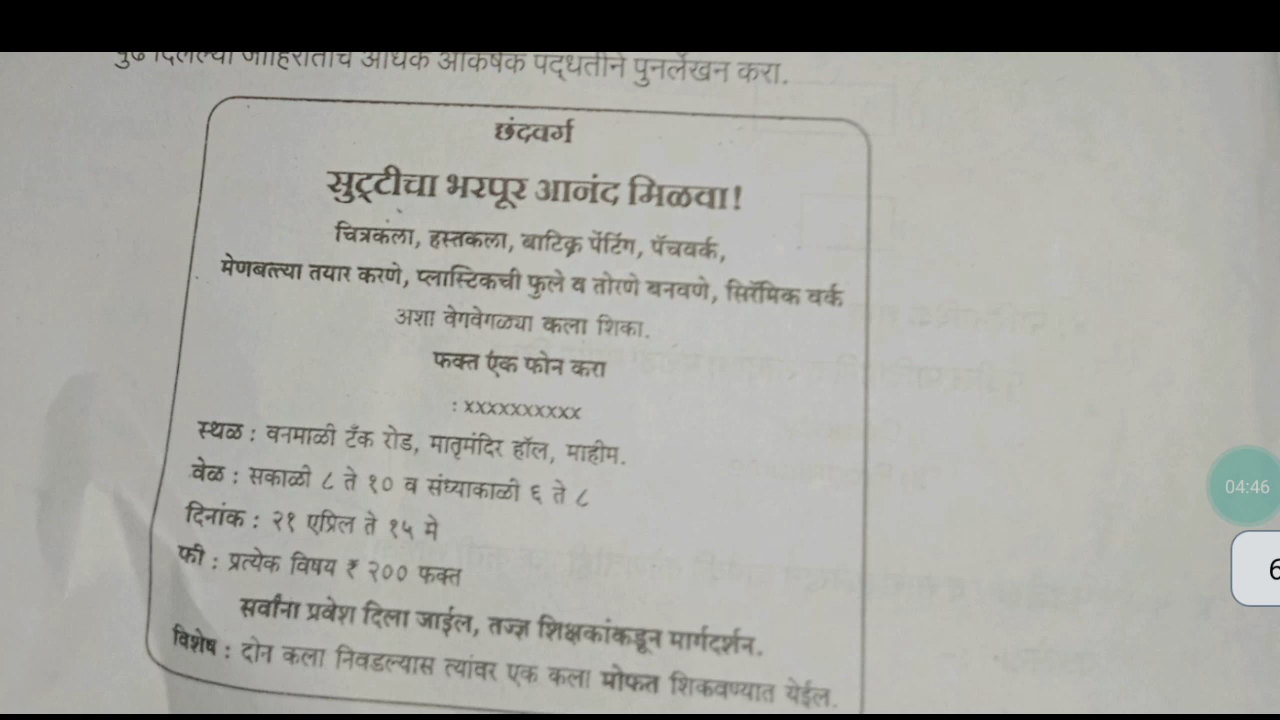 पुढे दिलेल्या जाहिरातीचे अधिक आकर्षक पद्धतीने पुनर्लेखन करा.
छंदवर्ग
सुट्टीचा भरपूर आनंद मिळवा!
चित्रकला, हस्तकला, बाटिक पेंटिंग, पॅचवर्क,
मेणबत्त्या तयार करणे, प्लास्टिकची फुले व तोरणे बनवणे, सिरॅमिक वर्क
अशा वेगवेगळ्या कला शिका.
फक्त एक फोन करा
: xxxxxxxxxx
स्थळ : वनमाळी टँक रोड, मातृमंदिर हॉल, माहीम.
वेळ : सकाळी ८ ते १० व संध्याकाळी ६ ते ८
दिनांक : २१ एप्रिल ते १५ मे
फी : प्रत्येक विषय ₹ २०० फक्त
सर्वांना प्रवेश दिला जाईल, तज्ज्ञ शिक्षकांकडून मार्गदर्शन.
विशेष : दोन कला निवडल्यास त्यांवर एक कला मोफत शिकवण्यात येईल.
04:46
6